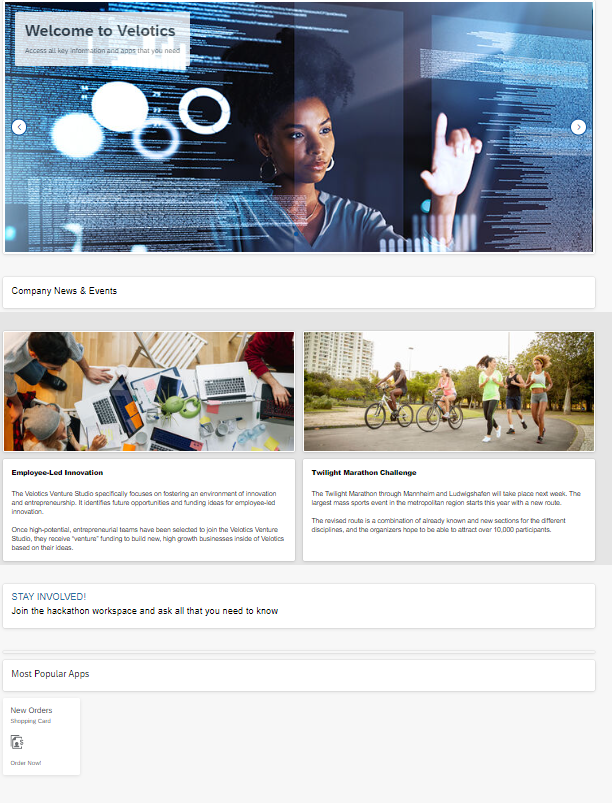 Welcome to Velotics
Access all key information and apps that you need
Company News & Events
Employee-Led Innovation
The Velotics Venture Studio specifically focuses on fostering an environment of innovation
and entrepreneurship. It identifies future opportunities and funding ideas for employee-led
innovation.
Once high-potential, entrepreneurial teams have been selected to join the Velotics Venture
Studio, they receive "venture" funding to build new, high growth businesses inside of Velotics
based on their ideas.
Twilight Marathon Challenge
The Twilight Marathon through Mannheim and Ludwigshafen will take place next week. The
largest mass sports event in the metropolitan region starts this year with a new route.
The revised route is a combination of already known and new sections for the different
disciplines, and the organizers hope to be able to attract over 10,000 participants.
STAY INVOLVED!
Join the hackathon workspace and ask all that you need to know
Most Popular Apps
New Orders
Shopping Card
Order Now!